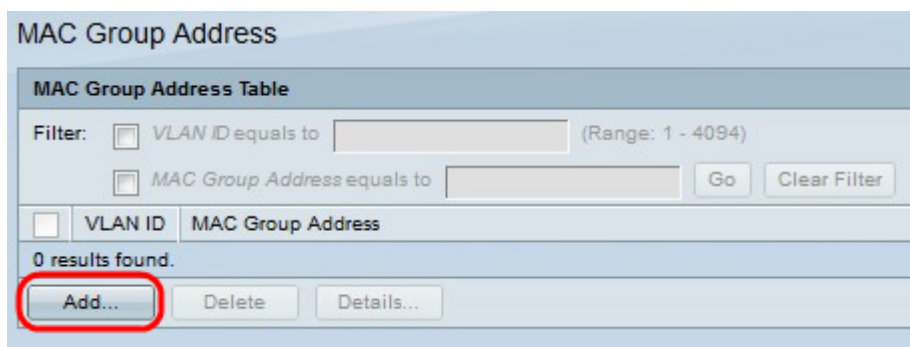 MAC Group Address
MAC Group Address Table
Filter: VLAN ID equals to (Range: 1 - 4094)
MAC Group Address equals to Go Clear Filter
VLAN ID MAC Group Address
0 results found.
Add... Delete Details...